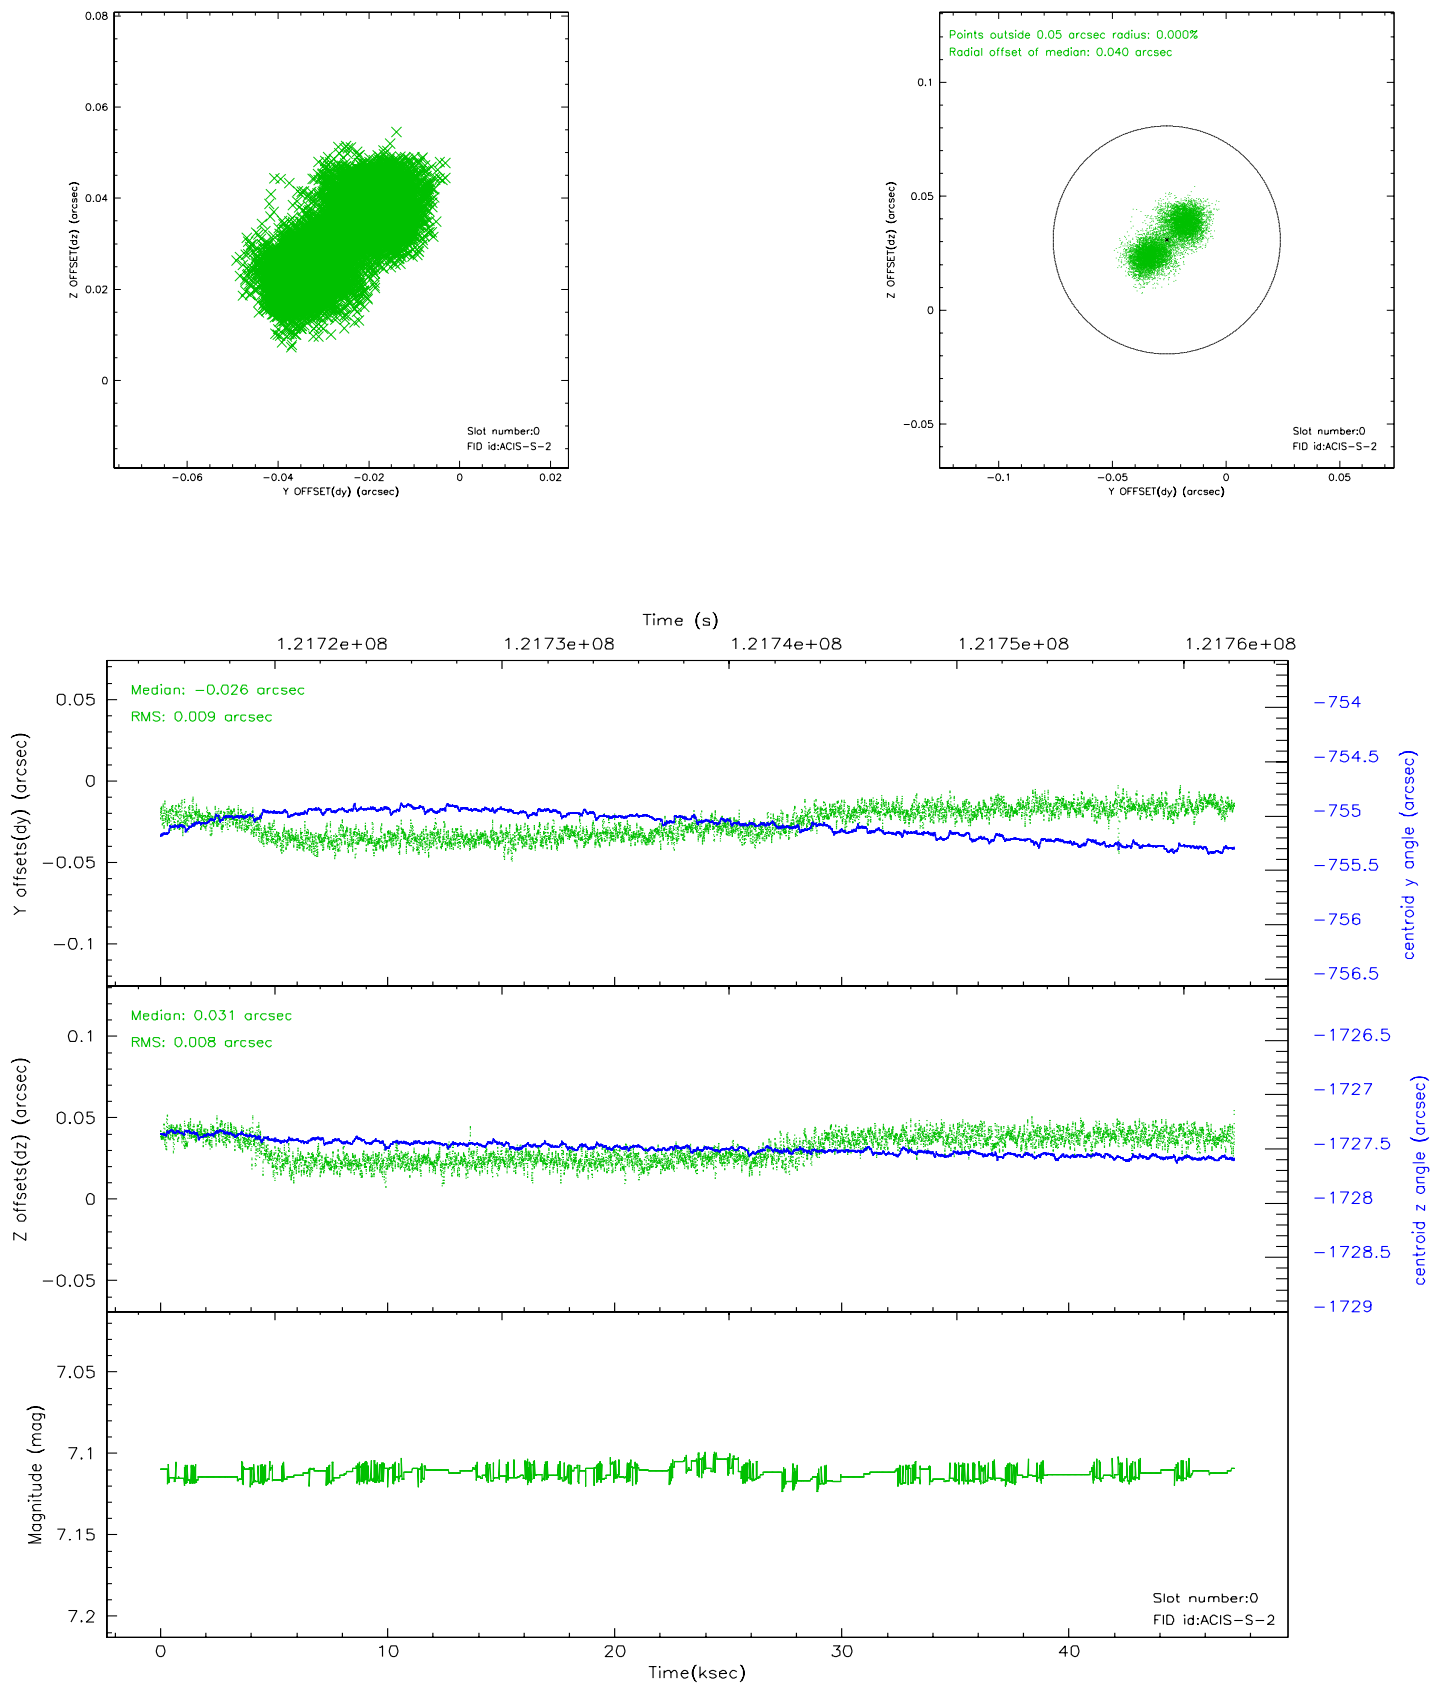 0.08
0.06
0.04
0.02
0
Z OFFSET(dz) (arcsec)
Slot number:0
FID id:ACIS-S-2
-0.06 -0.04 -0.02 0 0.02
Y OFFSET(dy) (arcsec)
Points outside 0.05 arcsec radius: 0.000%
Radial offset of median: 0.040 arcsec
0.1
0.05
0
-0.05
Z OFFSET(dz) (arcsec)
Slot number:0
FID id:ACIS-S-2
-0.1 -0.05 0 0.05
Y OFFSET(dy) (arcsec)
Time (s)
1.2172e+08 1.2173e+08 1.2174e+08 1.2175e+08 1.2176e+08
Median: -0.026 arcsec
RMS: 0.009 arcsec
0.05
0
-0.05
-0.1
Y offsets(dy) (arcsec)
-754
-754.5
-755
-755.5
-756
-756.5
centroid y angle (arcsec)
Median: 0.031 arcsec
RMS: 0.008 arcsec
0.1
0.05
0
-0.05
Z offsets(dz) (arcsec)
-1726.5
-1727
-1727.5
-1728
-1728.5
-1729
centroid z angle (arcsec)
7.05
7.1
7.15
7.2
Magnitude (mag)
Slot number:0
FID id:ACIS-S-2
0 10 20 30 40
Time(ksec)